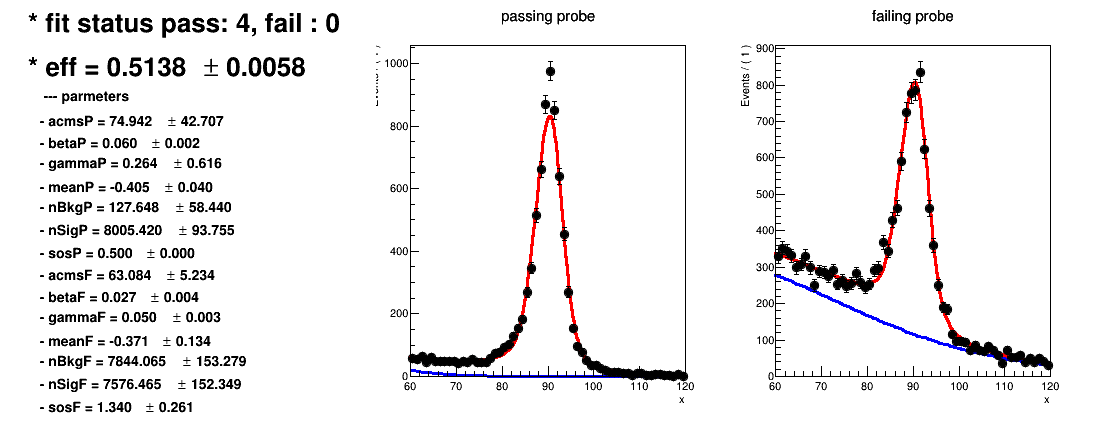 * fit status pass: 4, fail : 0
* eff = 0.5138 ± 0.0058
--- parmeters
- acmsP = 74.942 ± 42.707
- betaP = 0.060 ± 0.002
- gammaP = 0.264 ± 0.616
- meanP = -0.405 ± 0.040
- nBkgP = 127.648 ± 58.440
- nSigP = 8005.420 ± 93.755
- sosP = 0.500 ± 0.000
- acmsF = 63.084 ± 5.234
- betaF = 0.027 ± 0.004
- gammaF = 0.050 ± 0.003
- meanF = -0.371 ± 0.134
- nBkgF = 7844.065 ± 153.279
- nSigF = 7576.465 ± 152.349
- sosF = 1.340 ± 0.261
passing probe
1000
800
600
400
200
0
60 70 80 90 100 110 120
x
failing probe
Events / ( 1 )
900
800
700
600
500
400
300
200
100
0
60 70 80 90 100 110 120
x